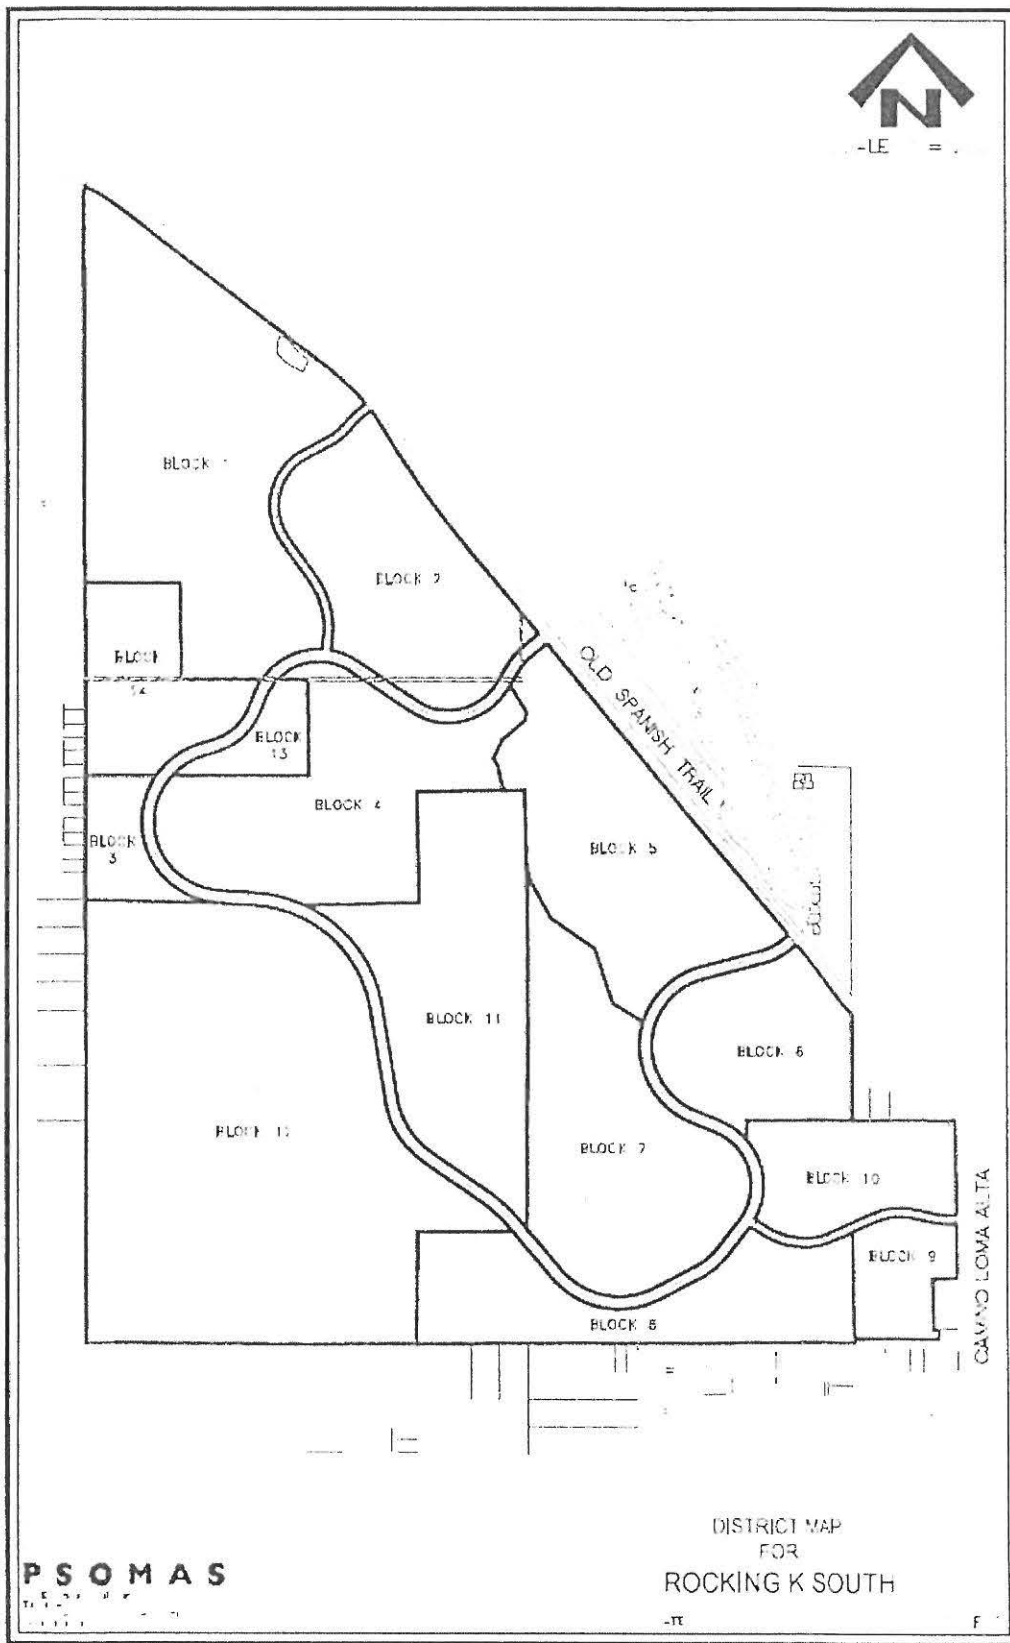 N
BLOCK
BLOCK 2
BLOCK
14
BLOCK
13
OLD SPANISH TRAIL
BLOCK 4
BLOCK
3
BLOCK 5
BLOCK 11
BLOCK 6
BLOCK
BLOCK 7
BLOCK 10
BLOCK 9
CAMINO LOMA ALTA
BLOCK 8
DISTRICT MAP
FOR
ROCKING K SOUTH
PSOMAS